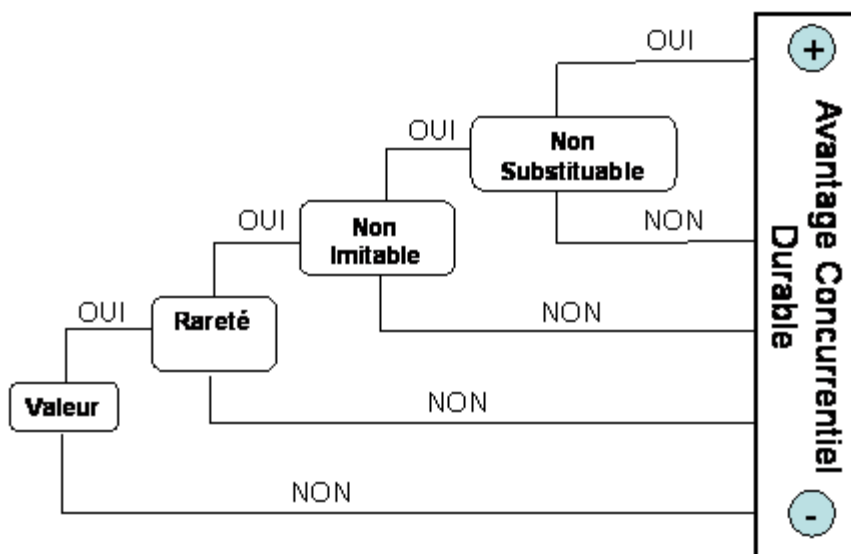 OUI
+
OUI
Non
Substituable
OUI
Non
Imitable
NON
OUI
Rareté
NON
Valeur
NON
NON
-
Avantage Concurrentiel
Durable